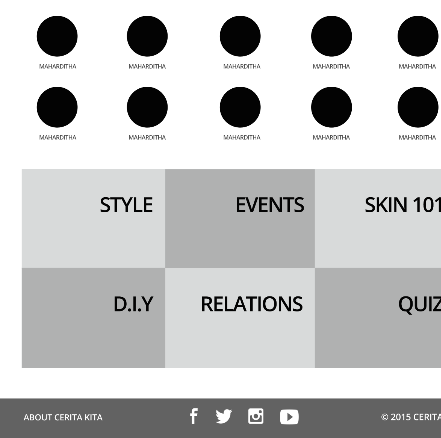 MAHARDITHA MAHARDITHA MAHARDITHA MAHARDITHA MAHARDITHA
MAHARDITHA MAHARDITHA MAHARDITHA MAHARDITHA MAHARDITHA
STYLE EVENTS SKIN 101
D.I.Y RELATIONS QUIZ
ABOUT CERITA KITA © 2015 CERITA